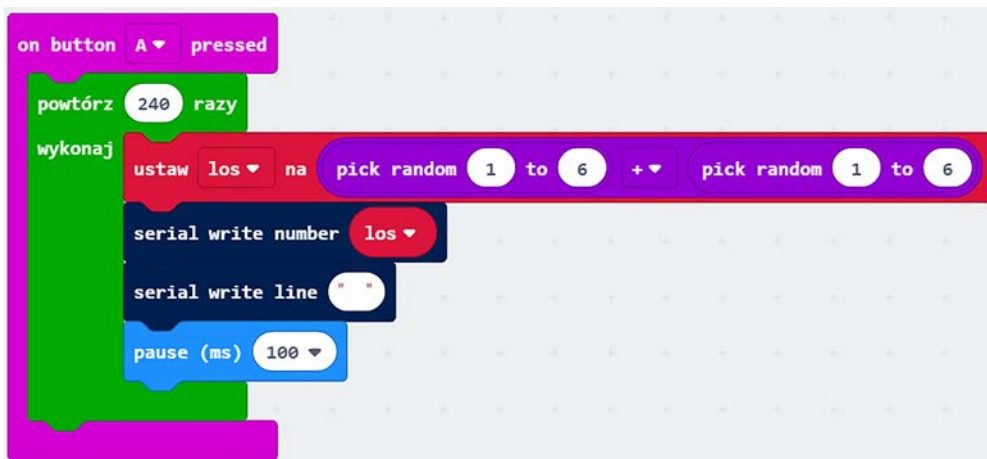 on button A pressed
powtórz 240 razy
wykonaj
ustaw los na pick random 1 to 6 + pick random 1 to 6
serial write number los
serial write line " "
pause (ms) 100